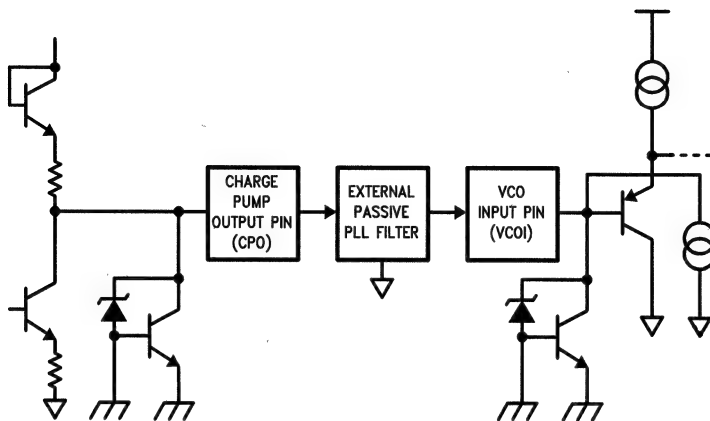 CHARGE
PUMP
OUTPUT PIN
(CPO)
EXTERNAL
PASSIVE
PLL FILTER
VCO
INPUT PIN
(VCOI)